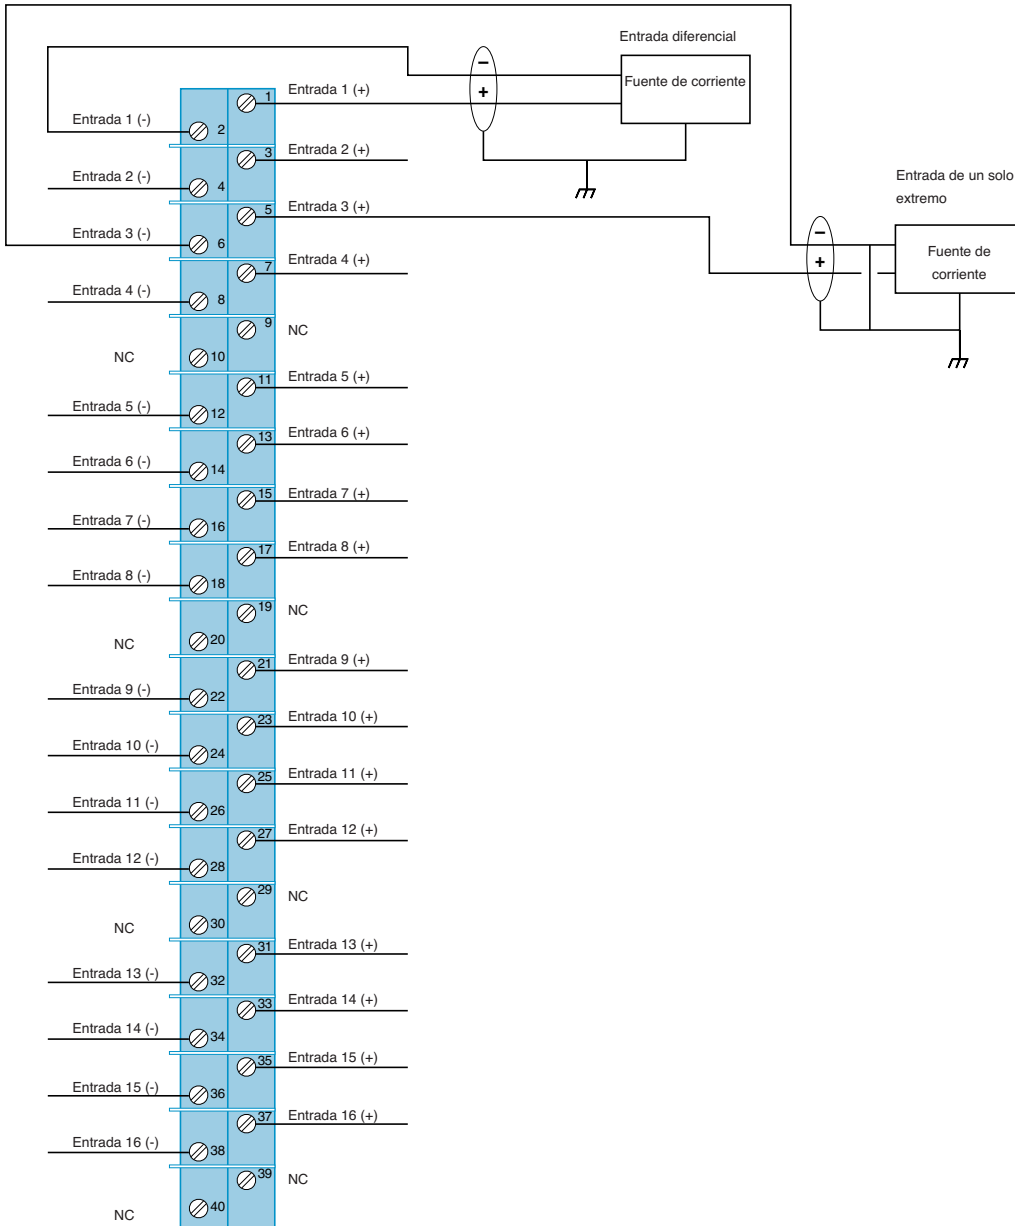 Entrada diferencial
Fuente de corriente
−
+
1
Entrada 1 (+)
Entrada 1 (-)
2
3
Entrada 2 (+)
Entrada 2 (-)
4
Entrada de un solo
extremo
5
Entrada 3 (+)
Entrada 3 (-)
6
−
+
Fuente de
corriente
7
Entrada 4 (+)
Entrada 4 (-)
8
9
NC
NC
10
11
Entrada 5 (+)
Entrada 5 (-)
12
13
Entrada 6 (+)
Entrada 6 (-)
14
15
Entrada 7 (+)
Entrada 7 (-)
16
17
Entrada 8 (+)
Entrada 8 (-)
18
19
NC
NC
20
21
Entrada 9 (+)
Entrada 9 (-)
22
23
Entrada 10 (+)
Entrada 10 (-)
24
25
Entrada 11 (+)
Entrada 11 (-)
26
27
Entrada 12 (+)
Entrada 12 (-)
28
29
NC
NC
30
31
Entrada 13 (+)
Entrada 13 (-)
32
33
Entrada 14 (+)
Entrada 14 (-)
34
35
Entrada 15 (+)
Entrada 15 (-)
36
37
Entrada 16 (+)
Entrada 16 (-)
38
39
NC
NC
40